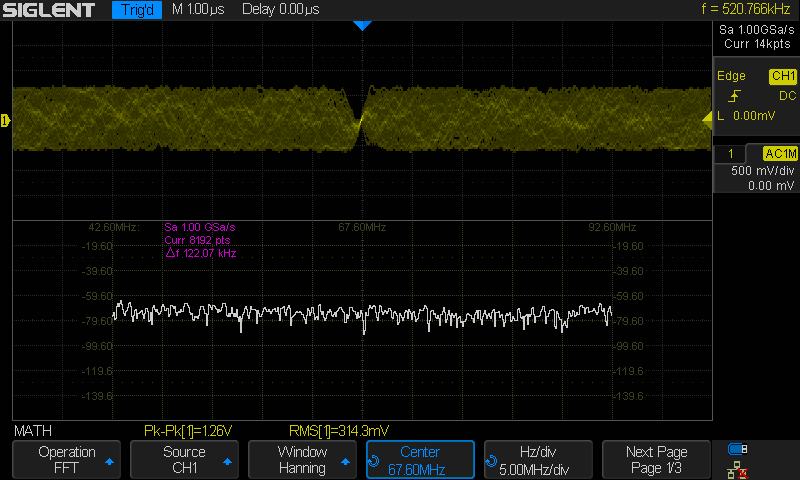 SIGLENT Trig'd M 1.00µs Delay 0.00µs f = 520.766kHz
Sa 1.00GSa/s
Curr 14kpts
Edge CH1
DC
L 0.00mV
1
1 AC1M
500 mV/div
0.00 mV
42.60MHz: Sa 1.00 GSa/s 67.60MHz 92.60MHz
Curr 8192 pts
-19.60 Δf 122.07 kHz -19.60
-39.60 -39.60
-59.60 -59.60
-79.60 -79.60
-99.60 -99.60
-119.6 -119.6
-139.6 -139.6
MATH Pk-Pk[1]=1.26V RMS[1]=314.3mV
Operation Source Window Center Hz/div Next Page
FFT CH1 Hanning 67.60MHz 5.00MHz/div Page 1/3